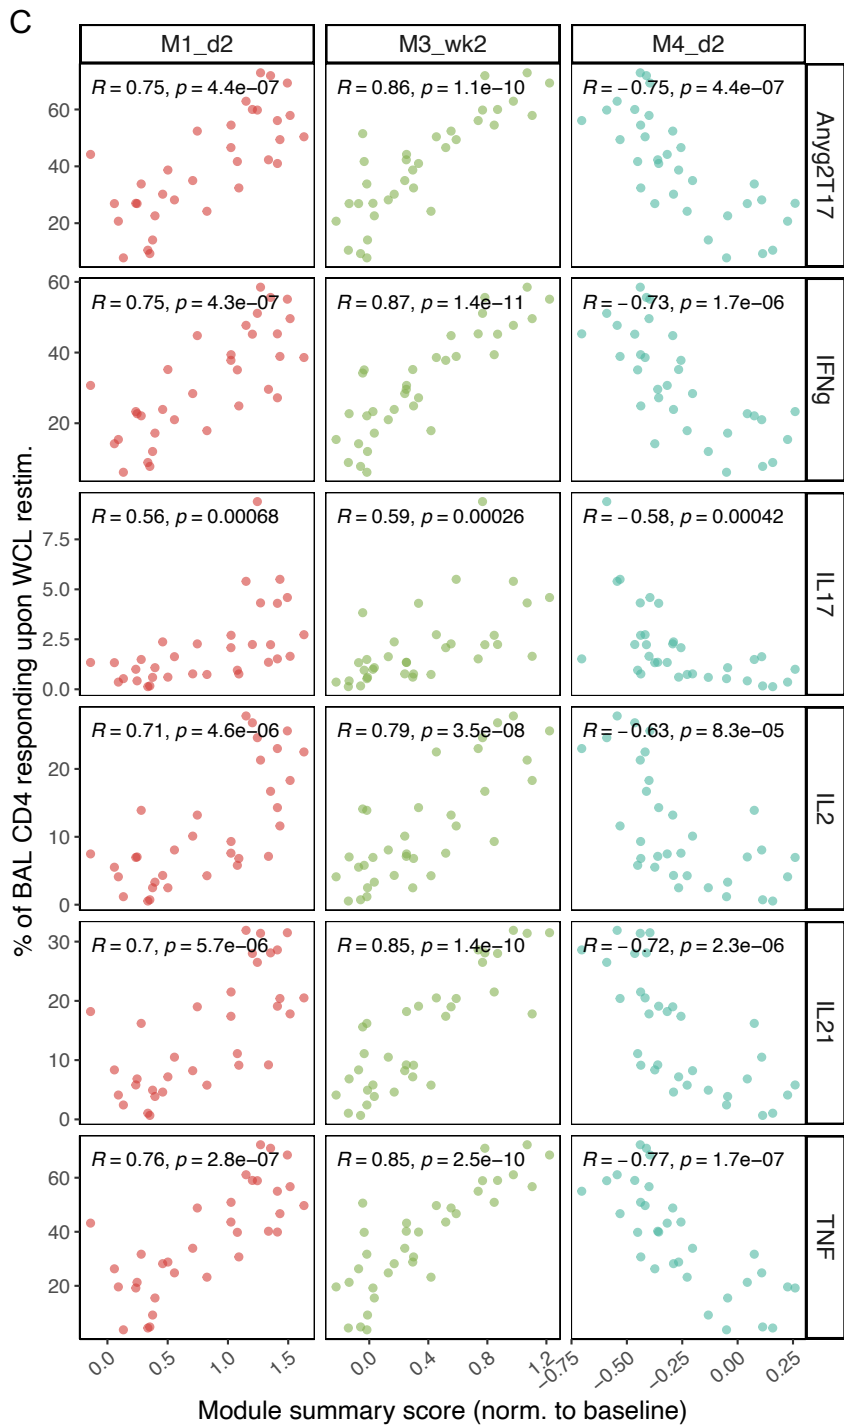 C
M1_d2 M3_wk2 M4_d2
R = 0.75, p = 4.4e−07 R = 0.86, p = 1.1e−10 R = −0.75, p = 4.4e−07
60
40
20
Anyg2T17
R = 0.75, p = 4.3e−07 R = 0.87, p = 1.4e−11 R = −0.73, p = 1.7e−06
60
40
20
IFNg
R = 0.56, p = 0.00068 R = 0.59, p = 0.00026 R = −0.58, p = 0.00042
7.5
5.0
2.5
0.0
IL17
R = 0.71, p = 4.6e−06 R = 0.79, p = 3.5e−08 R = −0.63, p = 8.3e−05
20
10
0
IL2
R = 0.7, p = 5.7e−06 R = 0.85, p = 1.4e−10 R = −0.72, p = 2.3e−06
30
20
10
0
IL21
R = 0.76, p = 2.8e−07 R = 0.85, p = 2.5e−10 R = −0.77, p = 1.7e−07
60
40
20
TNF
% of BAL CD4 responding upon WCL restim.
0.0 0.5 1.0 1.5 0.0 0.4 0.8 1.2 −0.75 −0.50 −0.25 0.00 0.25
Module summary score (norm. to baseline)